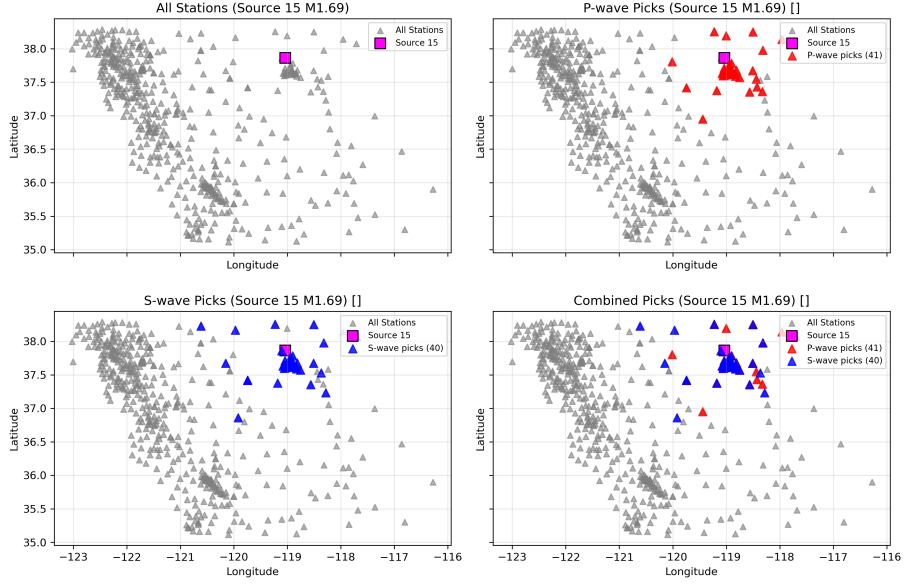 All Stations (Source 15 M1.69)
38.0
37.5
37.0
36.5
36.0
35.5
35.0
Latitude
Longitude
All Stations
Source 15
P-wave Picks (Source 15 M1.69) []
Latitude
Longitude
All Stations
Source 15
P-wave picks (41)
S-wave Picks (Source 15 M1.69) []
38.0
37.5
37.0
36.5
36.0
35.5
35.0
Latitude
−123
−122
−121
−120
−119
−118
−117
−116
Longitude
All Stations
Source 15
S-wave picks (40)
Combined Picks (Source 15 M1.69) []
Latitude
−123
−122
−121
−120
−119
−118
−117
−116
Longitude
All Stations
Source 15
P-wave picks (41)
S-wave picks (40)